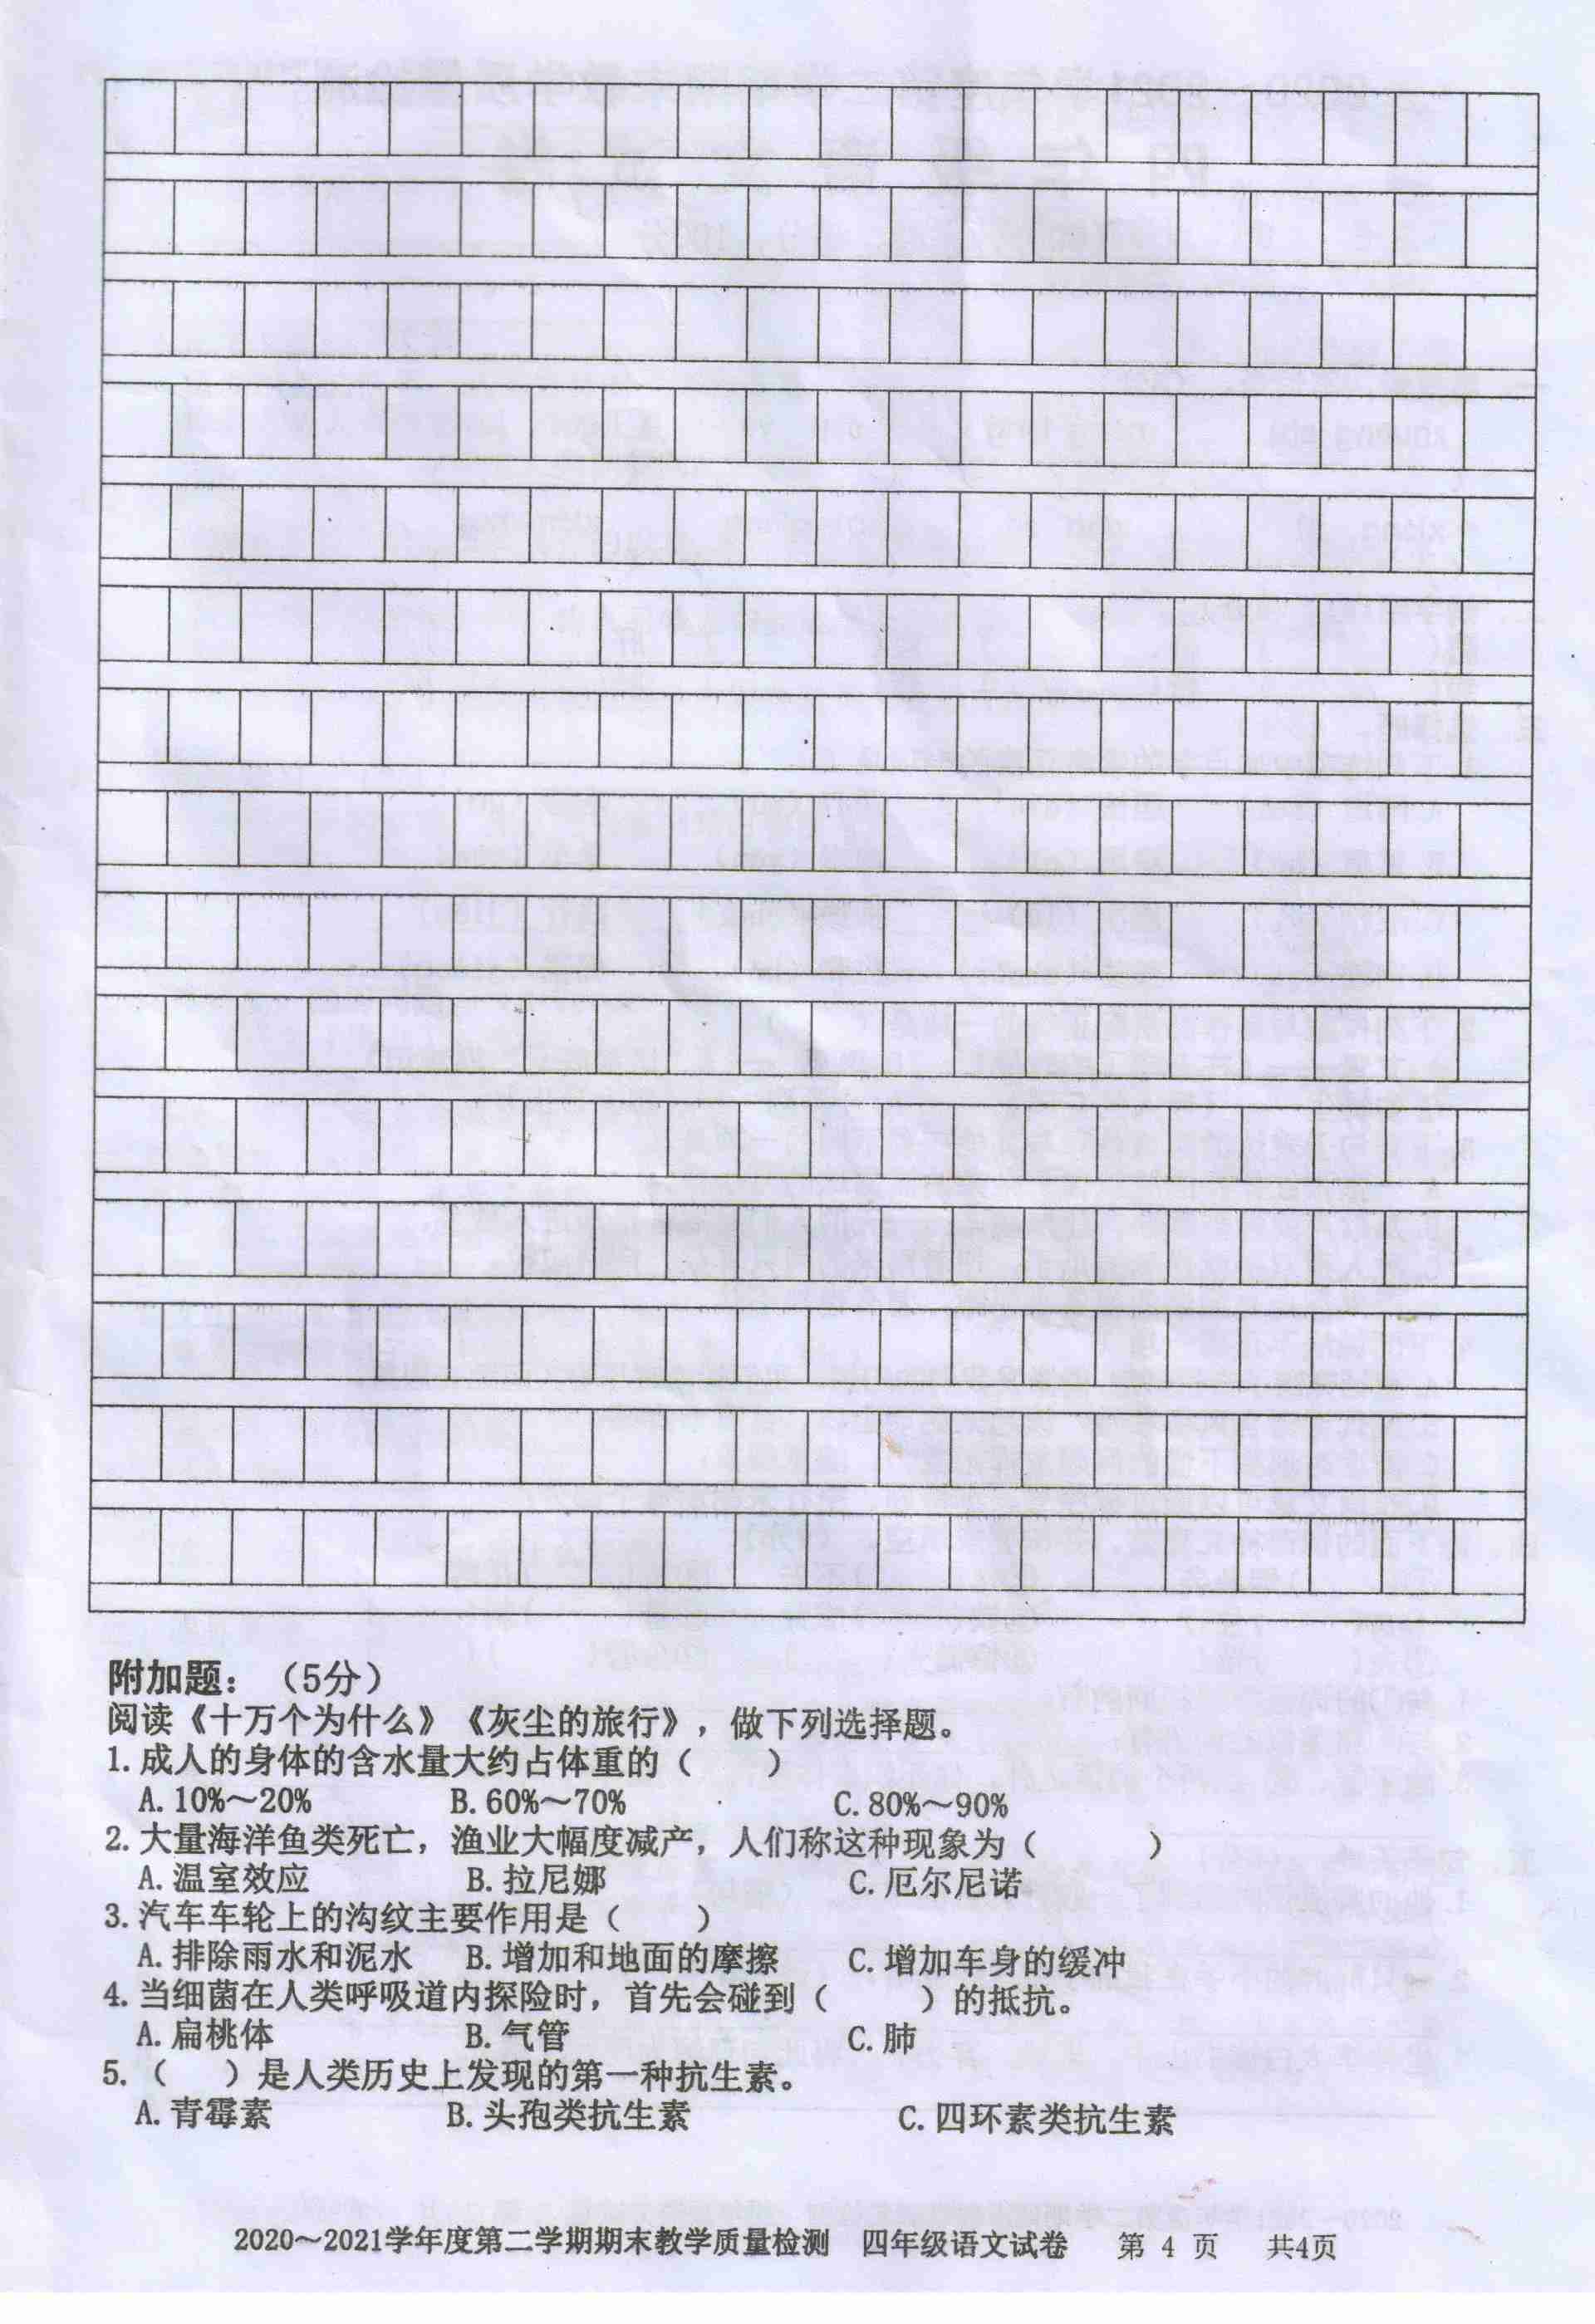 附加题：（5分）
阅读《十万个为什么》《灰尘的旅行》，做下列选择题。
1. 成人的身体的含水量大约占体重的（　　）
A. 10%～20%　B. 60%～70%　C. 80%～90%
2. 大量海洋鱼类死亡，渔业大幅度减产，人们称这种现象为（　　）
A. 温室效应　B. 拉尼娜　C. 厄尔尼诺
3. 汽车车轮上的沟纹主要作用是（　　）
A. 排除雨水和泥水　B. 增加和地面的摩擦　C. 增加车身的缓冲
4. 当细菌在人类呼吸道内探险时，首先会碰到（　　）的抵抗。
A. 扁桃体　B. 气管　C. 肺
5.（　　）是人类历史上发现的第一种抗生素。
A. 青霉素　B. 头孢类抗生素　C. 四环素类抗生素
2020～2021学年度第二学期期末教学质量检测　四年级语文试卷　第 4 页　共4页